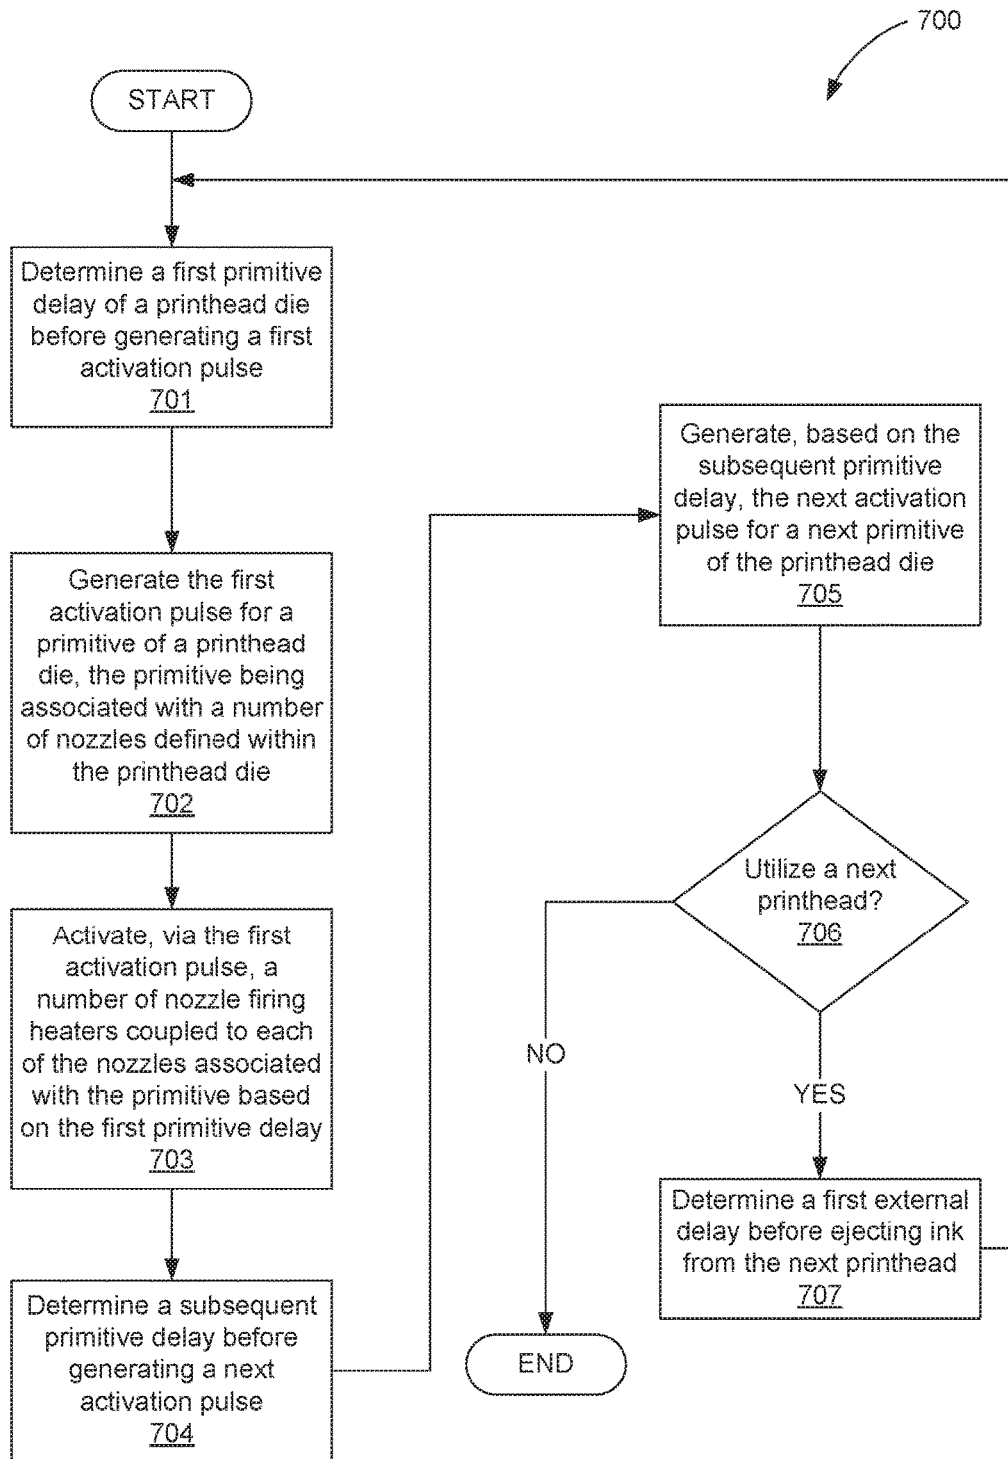 700
START
Determine a first primitive
delay of a printhead die
before generating a first
activation pulse
701
Generate the first
activation pulse for a
primitive of a printhead
die, the primitive being
associated with a number
of nozzles defined within
the printhead die
702
Activate, via the first
activation pulse, a
number of nozzle firing
heaters coupled to each
of the nozzles associated
with the primitive based
on the first primitive delay
703
Determine a subsequent
primitive delay before
generating a next
activation pulse
704
Generate, based on the
subsequent primitive
delay, the next activation
pulse for a next primitive
of the printhead die
705
Utilize a next
printhead?
706
NO
YES
Determine a first external
delay before ejecting ink
from the next printhead
707
END